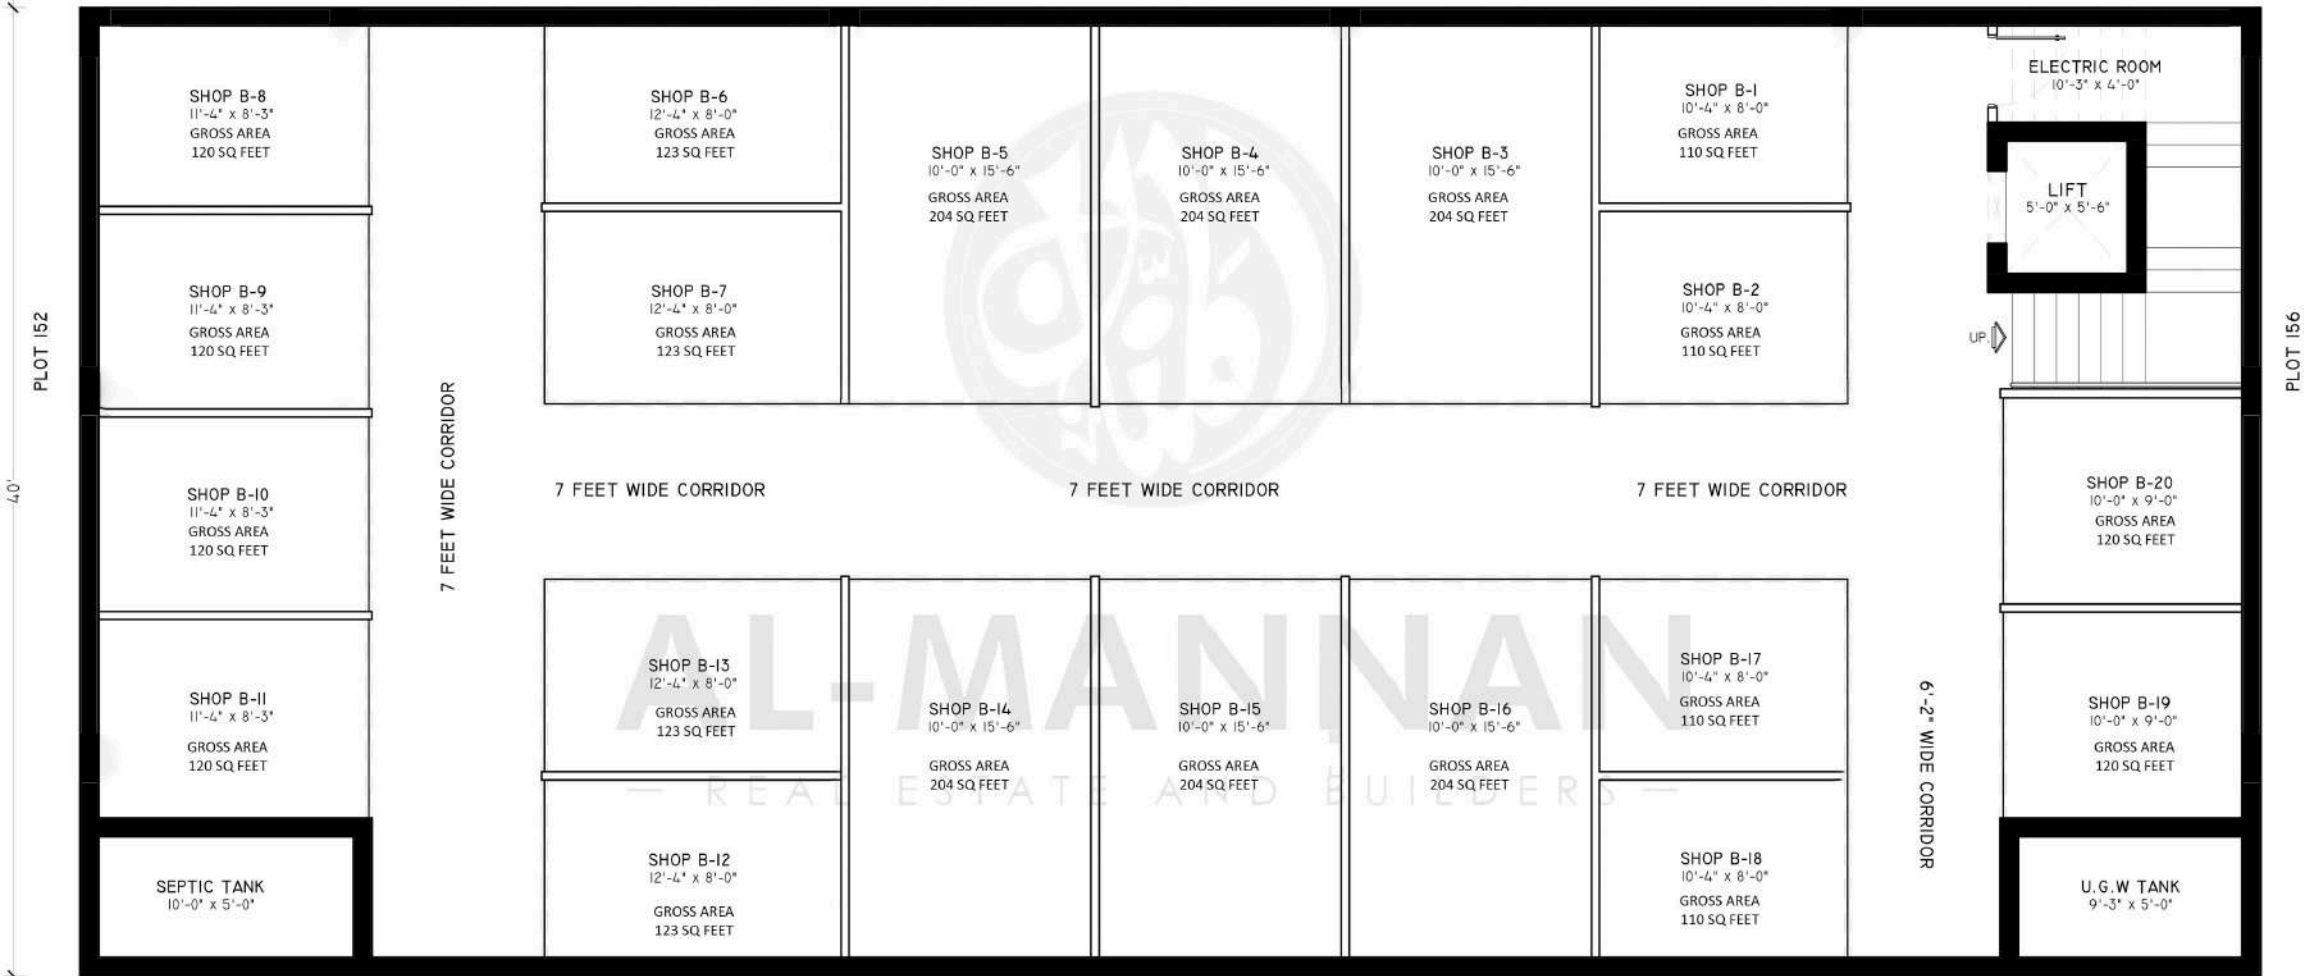 SHOP B-8
11'-4" x 8'-3"
GROSS AREA
120 SQ FEET
SHOP B-6
12'-4" x 8'-0"
GROSS AREA
123 SQ FEET
SHOP B-5
10'-0" x 15'-6"
GROSS AREA
204 SQ FEET
SHOP B-4
10'-0" x 15'-6"
GROSS AREA
204 SQ FEET
SHOP B-3
10'-0" x 15'-6"
GROSS AREA
204 SQ FEET
SHOP B-1
10'-4" x 8'-0"
GROSS AREA
110 SQ FEET
ELECTRIC ROOM
10'-3" x 4'-0"
LIFT
5'-0" x 5'-6"
SHOP B-9
11'-4" x 8'-3"
GROSS AREA
120 SQ FEET
SHOP B-7
12'-4" x 8'-0"
GROSS AREA
123 SQ FEET
SHOP B-2
10'-4" x 8'-0"
GROSS AREA
110 SQ FEET
UP.
PLOT 152
PLOT 156
40'
SHOP B-10
11'-4" x 8'-3"
GROSS AREA
120 SQ FEET
7 FEET WIDE CORRIDOR
7 FEET WIDE CORRIDOR
7 FEET WIDE CORRIDOR
7 FEET WIDE CORRIDOR
SHOP B-20
10'-0" x 9'-0"
GROSS AREA
120 SQ FEET
SHOP B-11
11'-4" x 8'-3"
GROSS AREA
120 SQ FEET
SHOP B-13
12'-4" x 8'-0"
GROSS AREA
123 SQ FEET
SHOP B-14
10'-0" x 15'-6"
GROSS AREA
204 SQ FEET
SHOP B-15
10'-0" x 15'-6"
GROSS AREA
204 SQ FEET
SHOP B-16
10'-0" x 15'-6"
GROSS AREA
204 SQ FEET
SHOP B-17
10'-4" x 8'-0"
GROSS AREA
110 SQ FEET
6'-2" WIDE CORRIDOR
SHOP B-19
10'-0" x 9'-0"
GROSS AREA
120 SQ FEET
AL-MANNAN
REAL ESTATE AND BUILDERS
SEPTIC TANK
10'-0" x 5'-0"
SHOP B-12
12'-4" x 8'-0"
GROSS AREA
123 SQ FEET
SHOP B-18
10'-4" x 8'-0"
GROSS AREA
110 SQ FEET
U.G.W TANK
9'-3" x 5'-0"